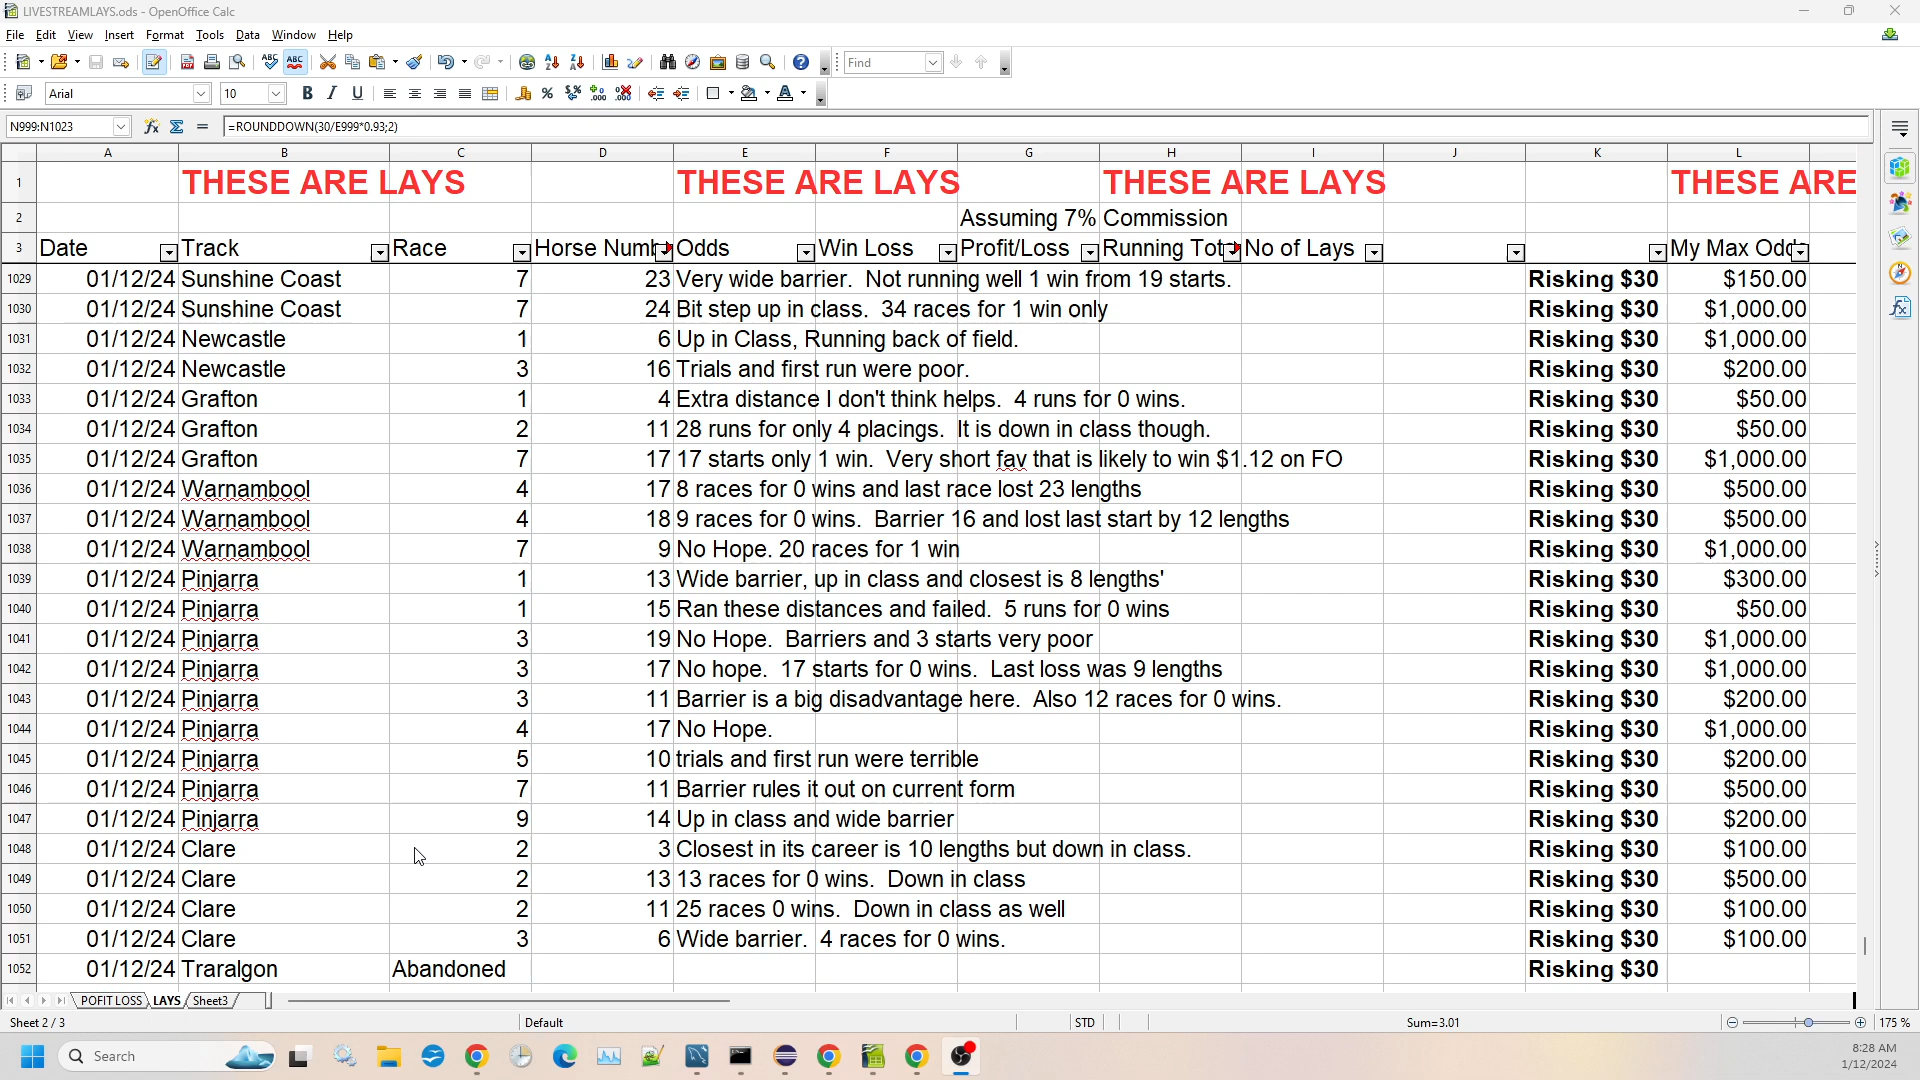 LIVESTREAMLAYS.ods - OpenOffice Calc
File Edit View Insert Format Tools Data Window Help
Find
Arial 10
N999:N1023 =ROUNDDOWN(30/E999*0.93;2)
A B C D E F G H I J K L
1 THESE ARE LAYS THESE ARE LAYS THESE ARE LAYS THESE ARE
2 Assuming 7% Commission
3 Date Track Race Horse Numb Odds Win Loss Profit/Loss Running Tot No of Lays My Max Odd
1029 01/12/24 Sunshine Coast 7 23 Very wide barrier. Not running well 1 win from 19 starts. Risking $30 $150.00
1030 01/12/24 Sunshine Coast 7 24 Bit step up in class. 34 races for 1 win only Risking $30 $1,000.00
1031 01/12/24 Newcastle 1 6 Up in Class, Running back of field. Risking $30 $1,000.00
1032 01/12/24 Newcastle 3 16 Trials and first run were poor. Risking $30 $200.00
1033 01/12/24 Grafton 1 4 Extra distance I don't think helps. 4 runs for 0 wins. Risking $30 $50.00
1034 01/12/24 Grafton 2 11 28 runs for only 4 placings. It is down in class though. Risking $30 $50.00
1035 01/12/24 Grafton 7 17 17 starts only 1 win. Very short fav that is likely to win $1.12 on FO Risking $30 $1,000.00
1036 01/12/24 Warnambool 4 17 8 races for 0 wins and last race lost 23 lengths Risking $30 $500.00
1037 01/12/24 Warnambool 4 18 9 races for 0 wins. Barrier 16 and lost last start by 12 lengths Risking $30 $500.00
1038 01/12/24 Warnambool 7 9 No Hope. 20 races for 1 win Risking $30 $1,000.00
1039 01/12/24 Pinjarra 1 13 Wide barrier, up in class and closest is 8 lengths' Risking $30 $300.00
1040 01/12/24 Pinjarra 1 15 Ran these distances and failed. 5 runs for 0 wins Risking $30 $50.00
1041 01/12/24 Pinjarra 3 19 No Hope. Barriers and 3 starts very poor Risking $30 $1,000.00
1042 01/12/24 Pinjarra 3 17 No hope. 17 starts for 0 wins. Last loss was 9 lengths Risking $30 $1,000.00
1043 01/12/24 Pinjarra 3 11 Barrier is a big disadvantage here. Also 12 races for 0 wins. Risking $30 $200.00
1044 01/12/24 Pinjarra 4 17 No Hope. Risking $30 $1,000.00
1045 01/12/24 Pinjarra 5 10 trials and first run were terrible Risking $30 $200.00
1046 01/12/24 Pinjarra 7 11 Barrier rules it out on current form Risking $30 $500.00
1047 01/12/24 Pinjarra 9 14 Up in class and wide barrier Risking $30 $200.00
1048 01/12/24 Clare 2 3 Closest in its career is 10 lengths but down in class. Risking $30 $100.00
1049 01/12/24 Clare 2 13 13 races for 0 wins. Down in class Risking $30 $500.00
1050 01/12/24 Clare 2 11 25 races 0 wins. Down in class as well Risking $30 $100.00
1051 01/12/24 Clare 3 6 Wide barrier. 4 races for 0 wins. Risking $30 $100.00
1052 01/12/24 Traralgon Abandoned Risking $30
POFIT LOSS LAYS Sheet3
Sheet 2 / 3 Default STD Sum=3.01 175 %
Search 8:28 AM
1/12/2024